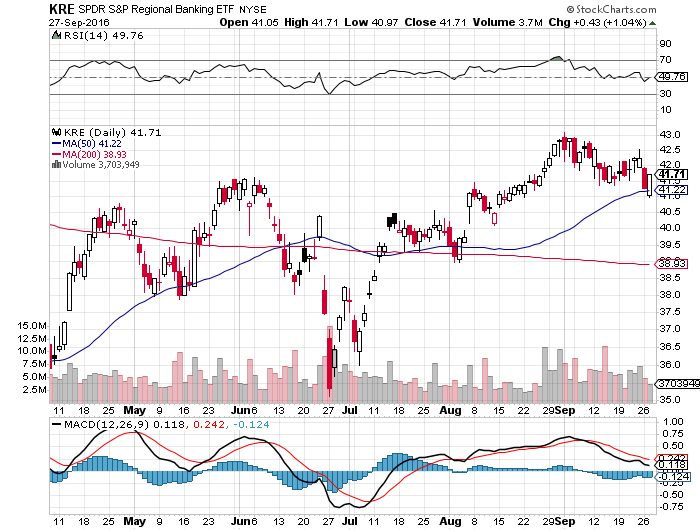 KRE SPDR S&P Regional Banking ETF NYSE
© StockCharts.com
27-Sep-2016 Open 41.05 High 41.71 Low 40.97 Close 41.71 Volume 3.7M Chg +0.43 (+1.04%)
RSI(14) 49.76
90
70
49.76
30
10
KRE (Daily) 41.71
MA(50) 41.22
MA(200) 38.93
Volume 3,703,949
43.0
42.5
42.0
41.71
41.5
41.22
40.5
40.0
39.5
38.93
38.5
38.0
37.5
37.0
36.5
36.0
35.5
35.0
15.0M
12.5M
10.0M
7.5M
5.0M
2.5M
3703949
11 18 25 May 9 16 23 Jun 6 13 20 27 Jul 11 18 25 Aug 8 15 22 29 Sep 12 19 26
MACD(12,26,9) 0.118, 0.242, -0.124
1.00
0.75
0.50
0.242
0.118
-0.124
-0.50
-0.75
11 18 25 May 9 16 23 Jun 6 13 20 27 Jul 11 18 25 Aug 8 15 22 29 Sep 12 19 26